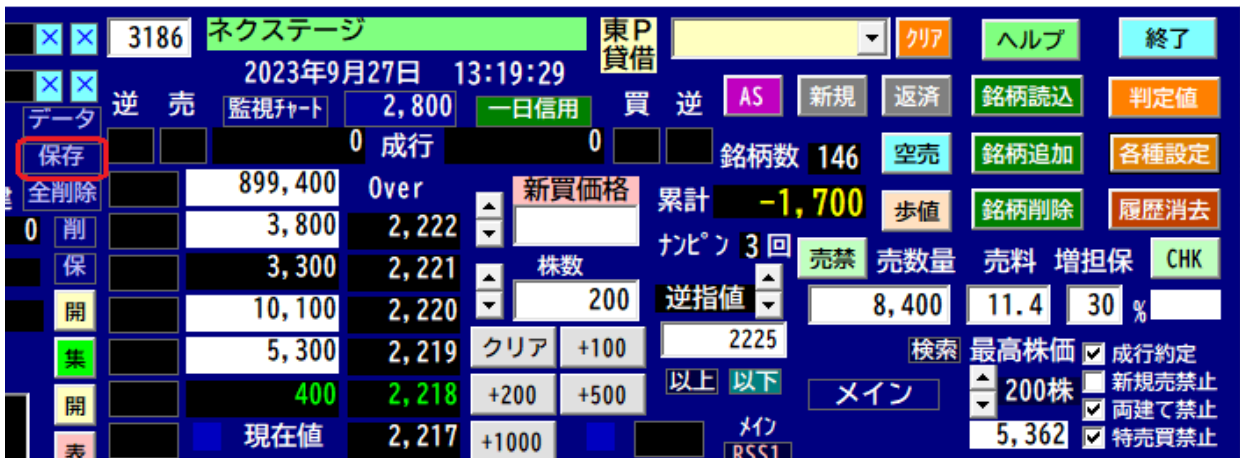 × × 3186 ネクステージ 東P クリア ヘルプ 終了
貸借
2023年9月27日 13:19:29
× × データ 逆 売 監視チャート 2,800 一日信用 買 逆 AS 新規 返済 銘柄読込 判定値
保存 0 成行 0 銘柄数 146 空売 銘柄追加 各種設定
全削除 899,400 Over 新買価格 累計 -1,700 歩値 銘柄削除 履歴消去
0 削 3,800 2,222
ナンピン 3回 売禁 売数量 売料 増担保 CHK
保 3,300 2,221 株数
開 10,100 2,220 200 逆指値 8,400 11.4 30 %
集 5,300 2,219 クリア +100 2225 検索 最高株価 成行約定
開 400 2,218 +200 +500 以上 以下 メイン 200株 新規売禁止
両建て禁止
表 現在値 2,217 +1000 メイン 5,362 特売買禁止
RSS1